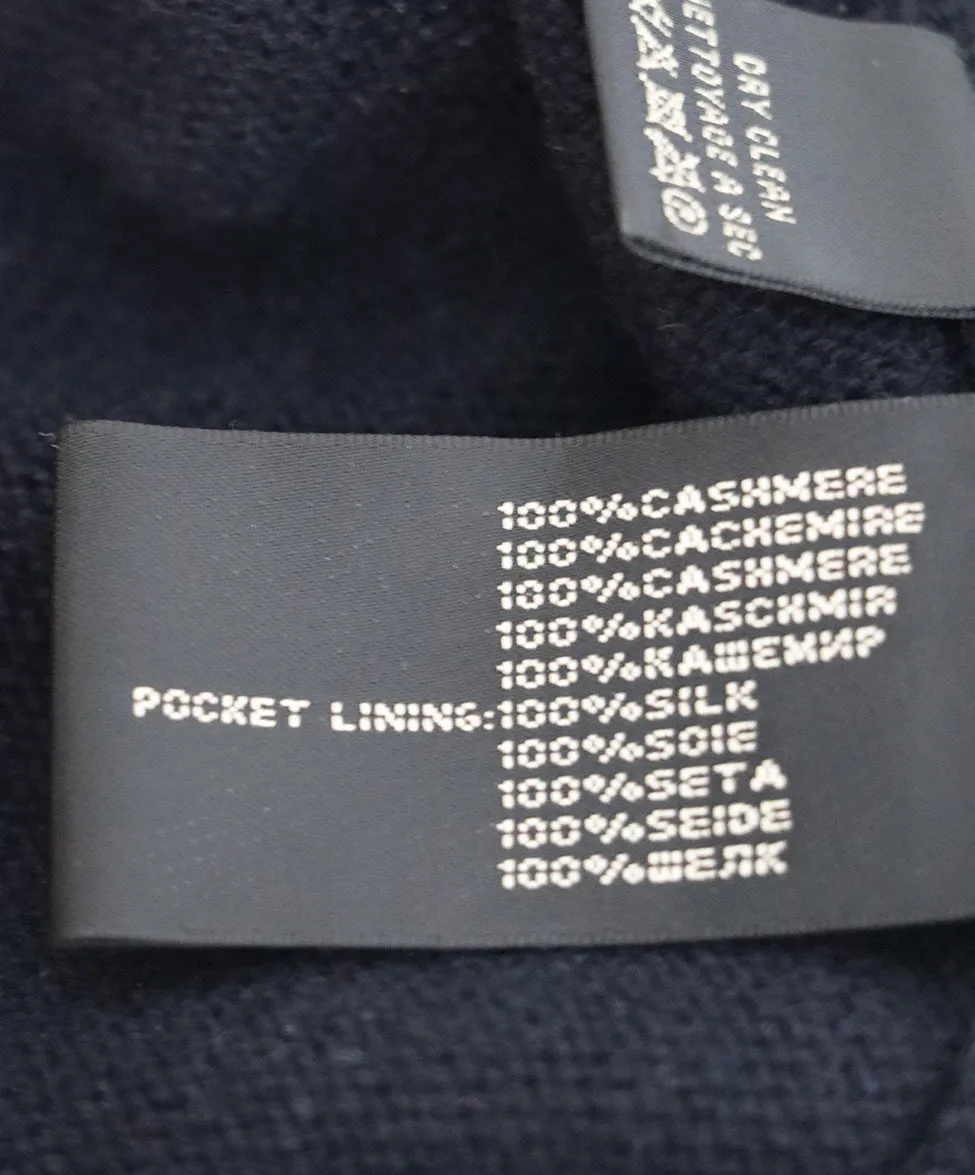 DRY CLEAN
NETTOYAGE A SEC
100%CASHMERE
100%CACHEMIRE
100%CASHMERE
100%KASCHMIR
100%КАШЕМИР
POCKET LINING:100%SILK
100%SOIE
100%SETA
100%SEIDE
100%ШЕЛК